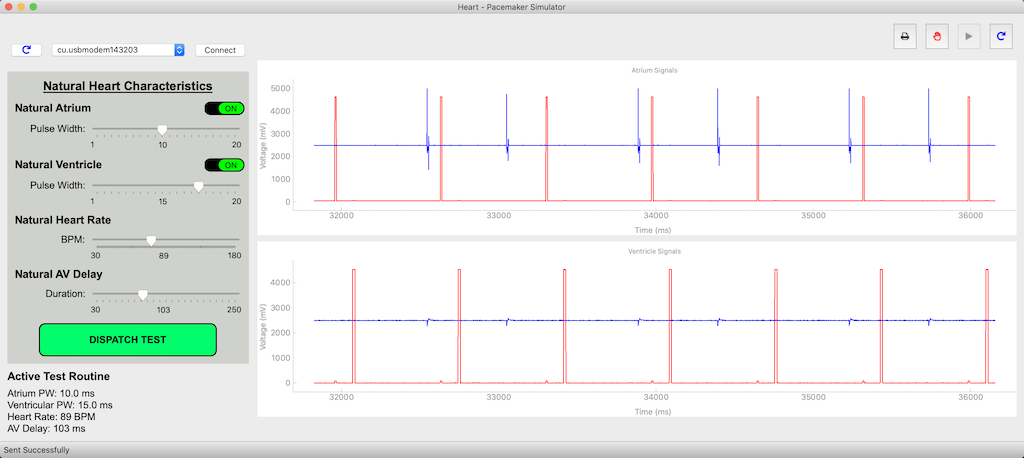 Heart - Pacemaker Simulator
cu.usbmodem143203
Connect
Natural Heart Characteristics
Natural Atrium
ON
Pulse Width:
1 10 20
Natural Ventricle
ON
Pulse Width:
1 15 20
Natural Heart Rate
BPM:
30 89 180
Natural AV Delay
Duration:
30 103 250
DISPATCH TEST
Active Test Routine
Atrium PW: 10.0 ms
Ventricular PW: 15.0 ms
Heart Rate: 89 BPM
AV Delay: 103 ms
Sent Successfully
Atrium Signals
Voltage (mV)
5000
4000
3000
2000
1000
0
32000 33000 34000 35000 36000
Time (ms)
Ventricle Signals
Voltage (mV)
4000
3000
2000
1000
0
32000 33000 34000 35000 36000
Time (ms)